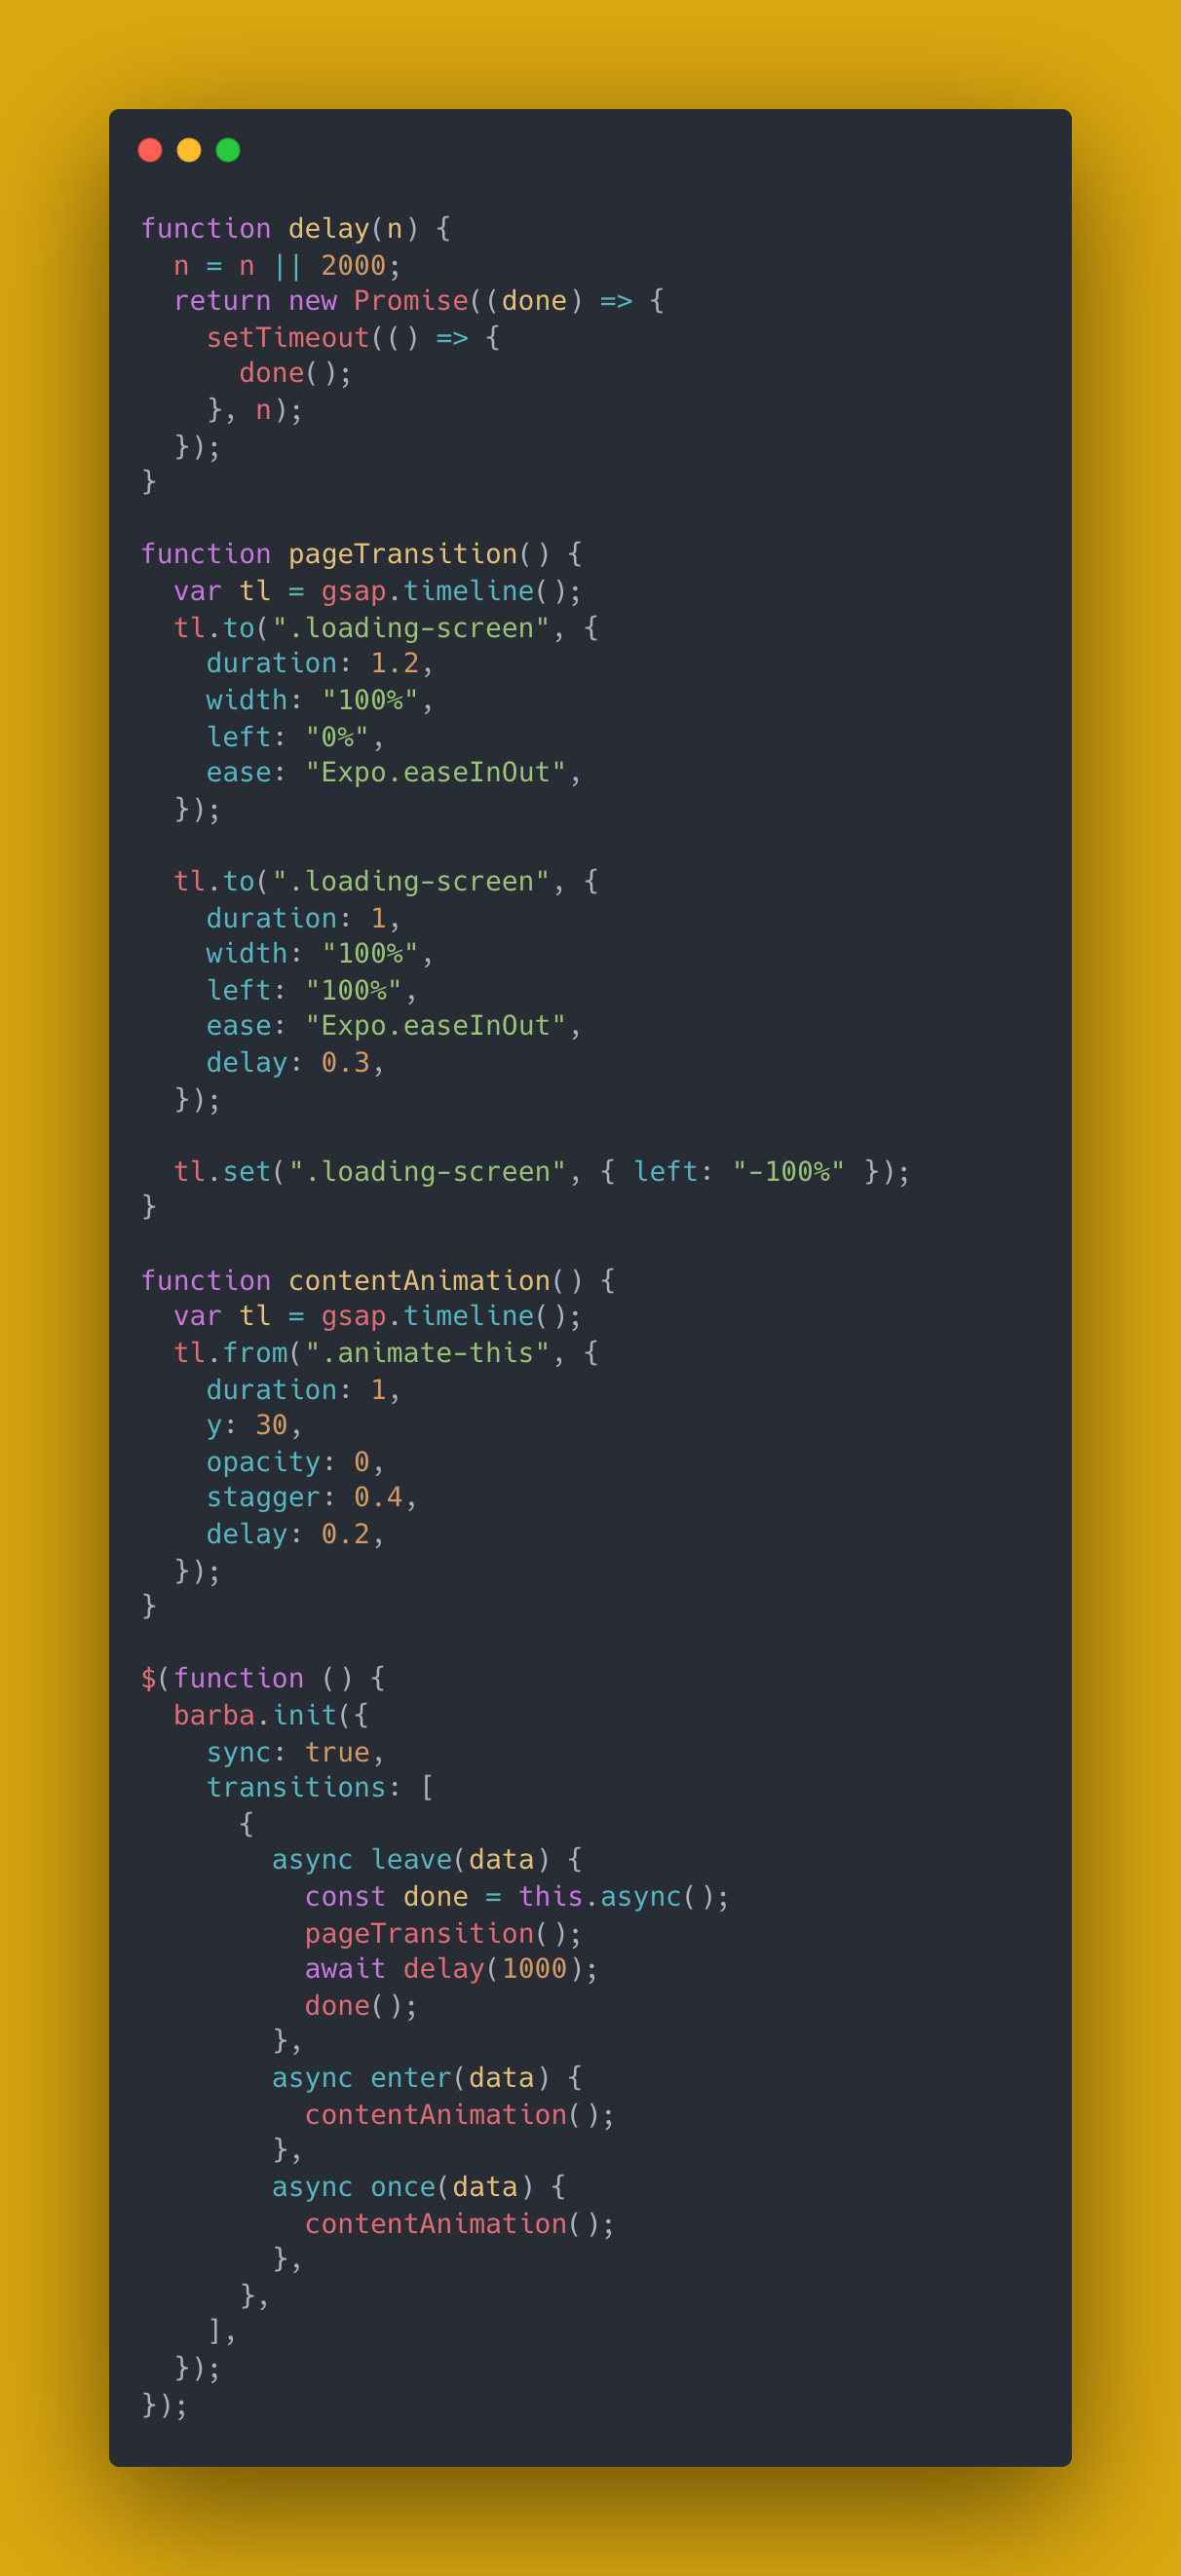 function delay(n) {
  n = n || 2000;
  return new Promise((done) => {
    setTimeout(() => {
      done();
    }, n);
  });
}

function pageTransition() {
  var tl = gsap.timeline();
  tl.to(".loading-screen", {
    duration: 1.2,
    width: "100%",
    left: "0%",
    ease: "Expo.easeInOut",
  });

  tl.to(".loading-screen", {
    duration: 1,
    width: "100%",
    left: "100%",
    ease: "Expo.easeInOut",
    delay: 0.3,
  });

  tl.set(".loading-screen", { left: "-100%" });
}

function contentAnimation() {
  var tl = gsap.timeline();
  tl.from(".animate-this", {
    duration: 1,
    y: 30,
    opacity: 0,
    stagger: 0.4,
    delay: 0.2,
  });
}

$(function () {
  barba.init({
    sync: true,
    transitions: [
      {
        async leave(data) {
          const done = this.async();
          pageTransition();
          await delay(1000);
          done();
        },
        async enter(data) {
          contentAnimation();
        },
        async once(data) {
          contentAnimation();
        },
      },
    ],
  });
});